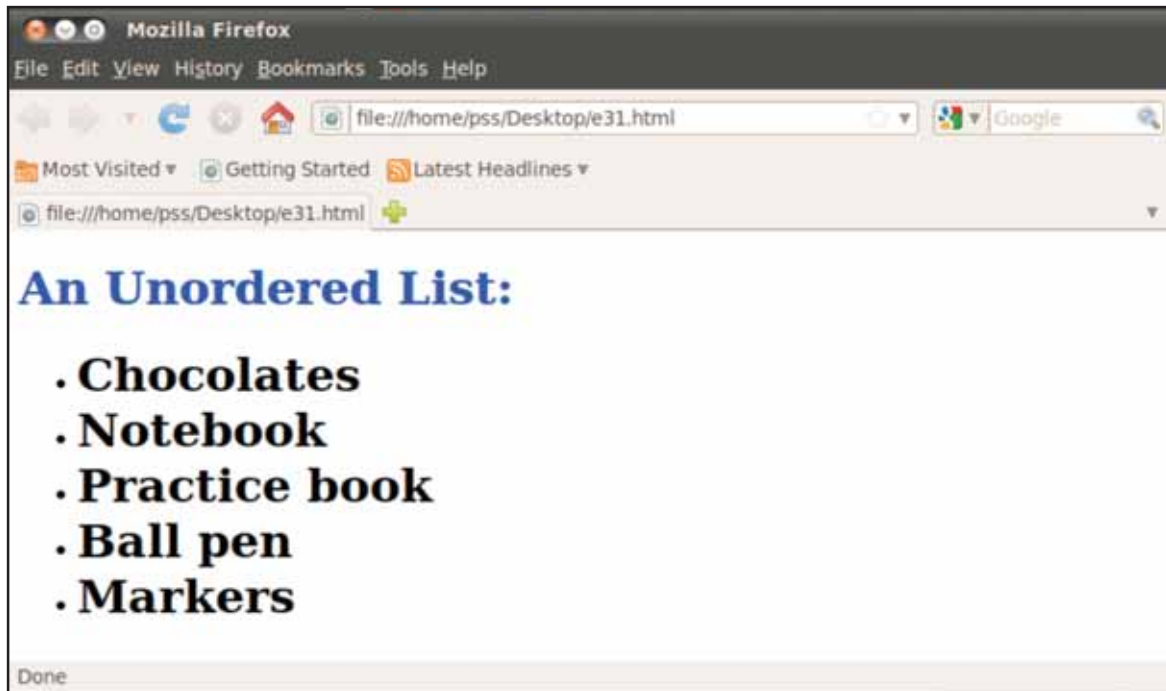 Mozilla Firefox
File Edit View History Bookmarks Tools Help
file:///home/pss/Desktop/e31.html Google
Most Visited Getting Started Latest Headlines
file:///home/pss/Desktop/e31.html
An Unordered List:
• Chocolates
• Notebook
• Practice book
• Ball pen
• Markers
Done